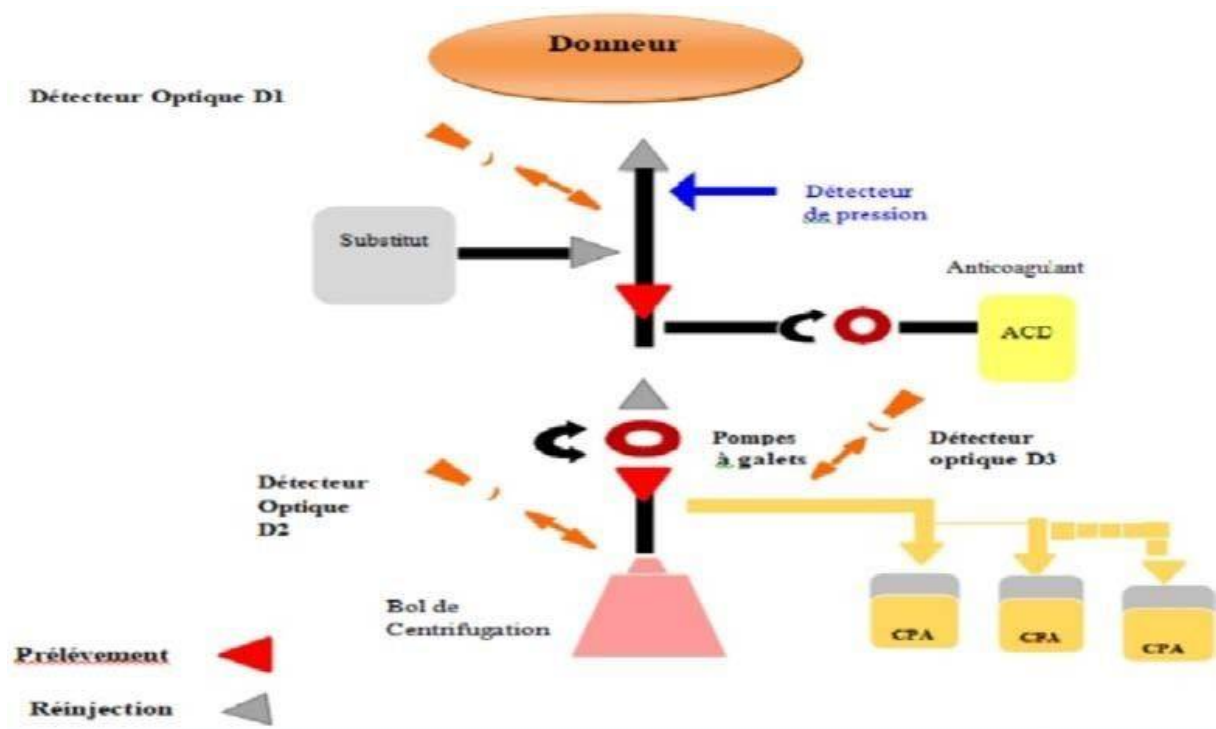 Donneur
Détecteur Optique D1
Détecteur
de pression
Substitut
Anticoagulant
ACD
Pompes
à galets
Détecteur
optique D3
Détecteur
Optique
D2
Bol de
Centrifugation
CPA
CPA
CPA
Prélévement
Réinjection